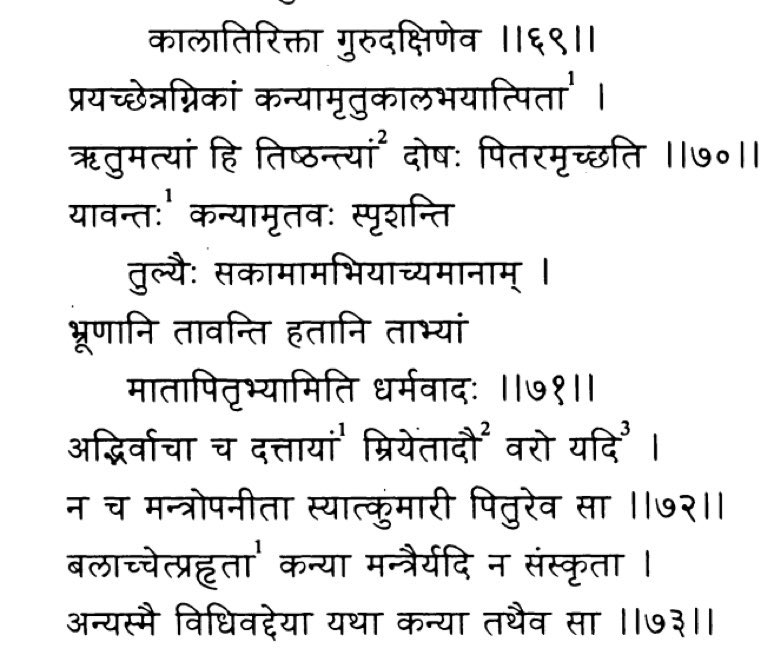 कालातिरिक्ता गुरुदक्षिणेव ।।६९।।
प्रयच्छेन्नग्निकां कन्यामृतुकालभयात्पिता¹ ।
ऋतुमत्यां हि तिष्ठन्त्यां² दोषः पितरमृच्छति ।।७०।।
यावन्तः¹ कन्यामृतवः स्पृशन्ति
तुल्यैः सकामामभियाच्यमानाम् ।
भ्रूणानि तावन्ति हतानि ताभ्यां
मातापितृभ्यामिति धर्मवादः ।।७१।।
अद्भिर्वाचा च दत्तायां¹ म्रियेतादौ² वरो यदि³ ।
न च मन्त्रोपनीता स्यात्कुमारी पितुरेव सा ।।७२।।
बलाच्चेत्प्रहृता¹ कन्या मन्त्रैर्यदि न संस्कृता ।
अन्यस्मै विधिवद्देया यथा कन्या तथैव सा ।।७३।।